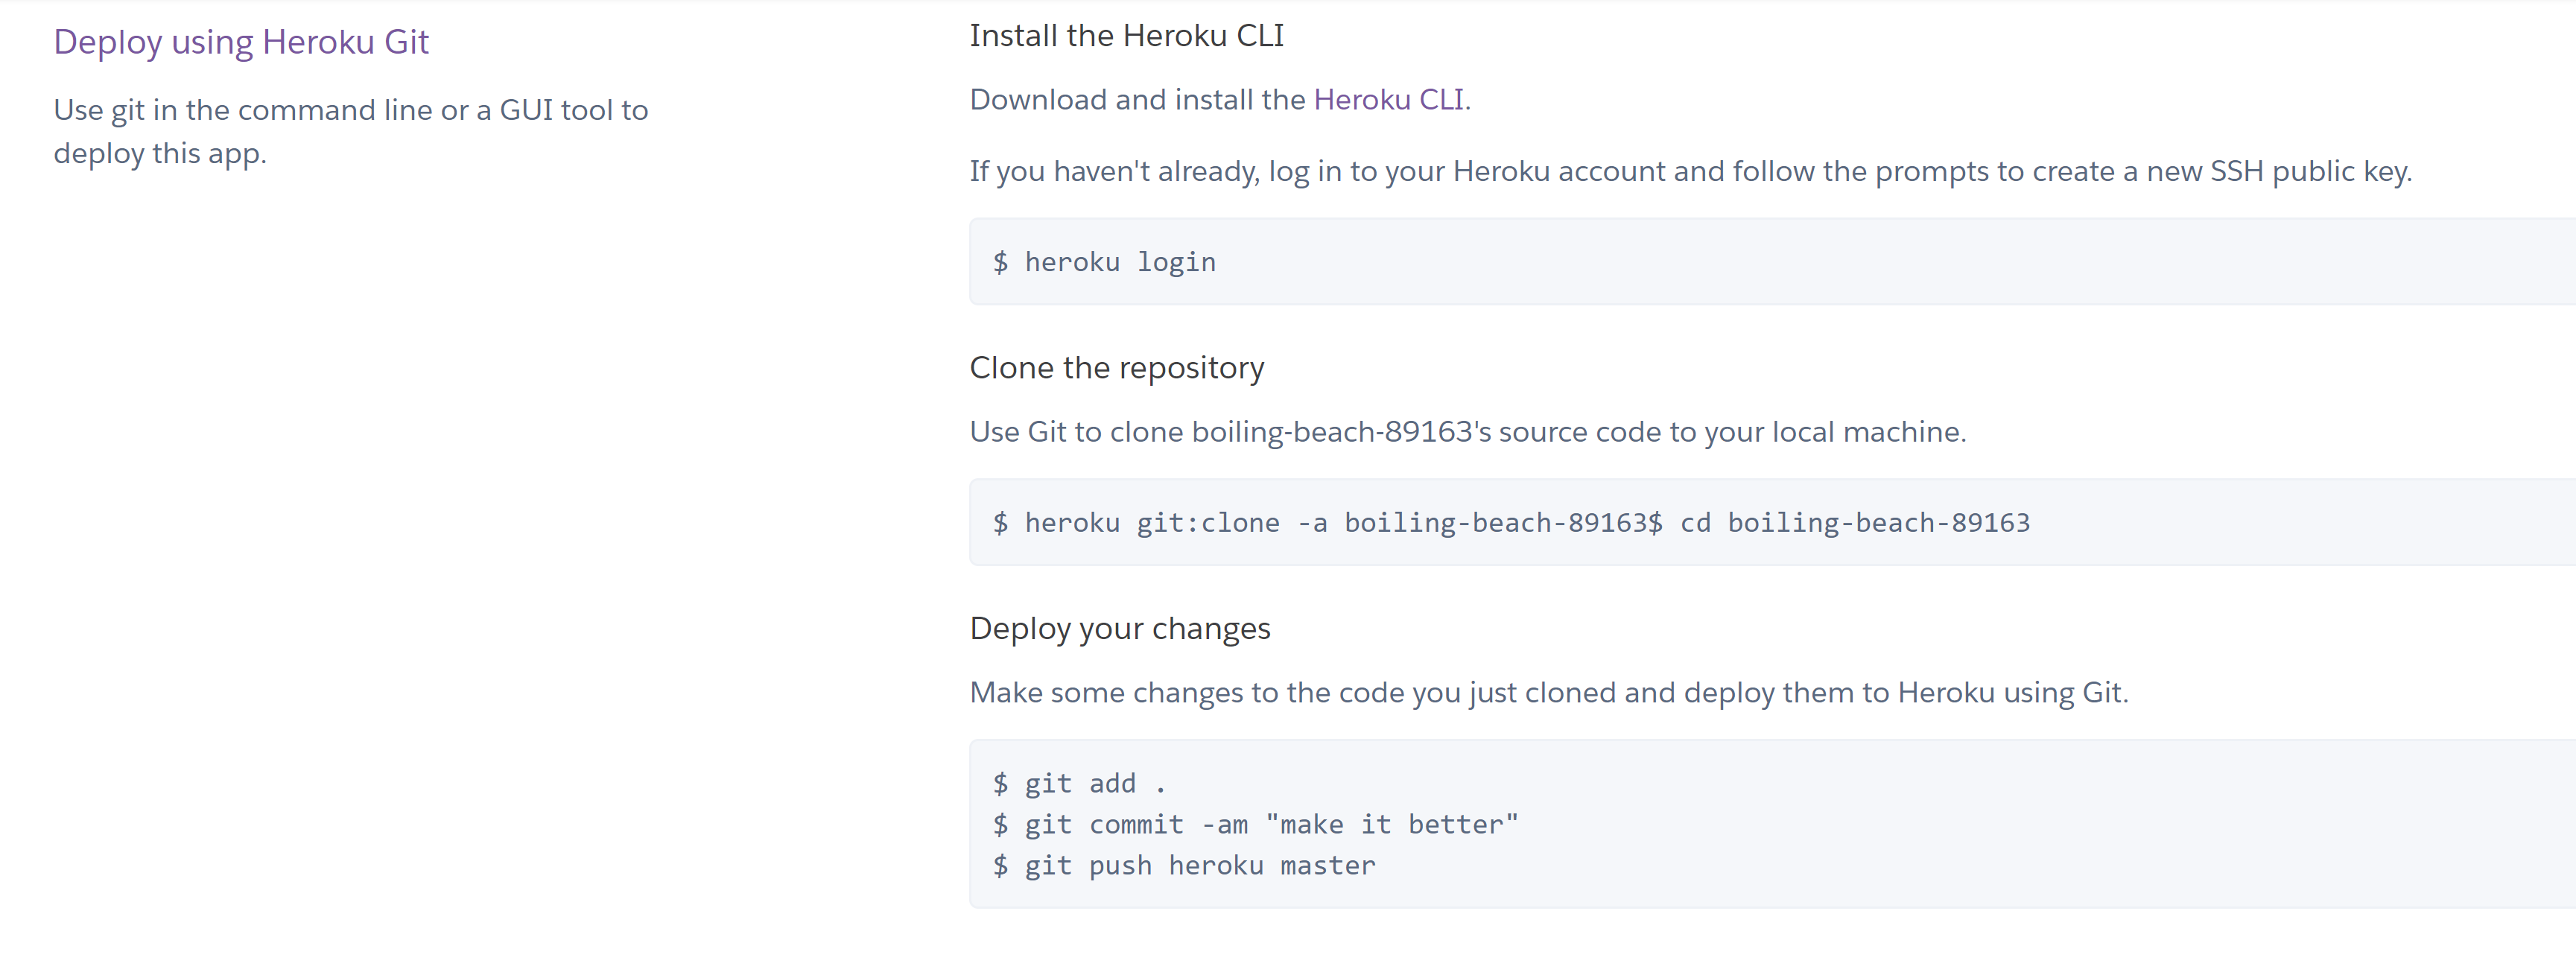 Deploy using Heroku Git
Use git in the command line or a GUI tool to
deploy this app.
Install the Heroku CLI
Download and install the Heroku CLI.
If you haven't already, log in to your Heroku account and follow the prompts to create a new SSH public key.
$ heroku login
Clone the repository
Use Git to clone boiling-beach-89163's source code to your local machine.
$ heroku git:clone -a boiling-beach-89163$ cd boiling-beach-89163
Deploy your changes
Make some changes to the code you just cloned and deploy them to Heroku using Git.
$ git add .
$ git commit -am "make it better"
$ git push heroku master